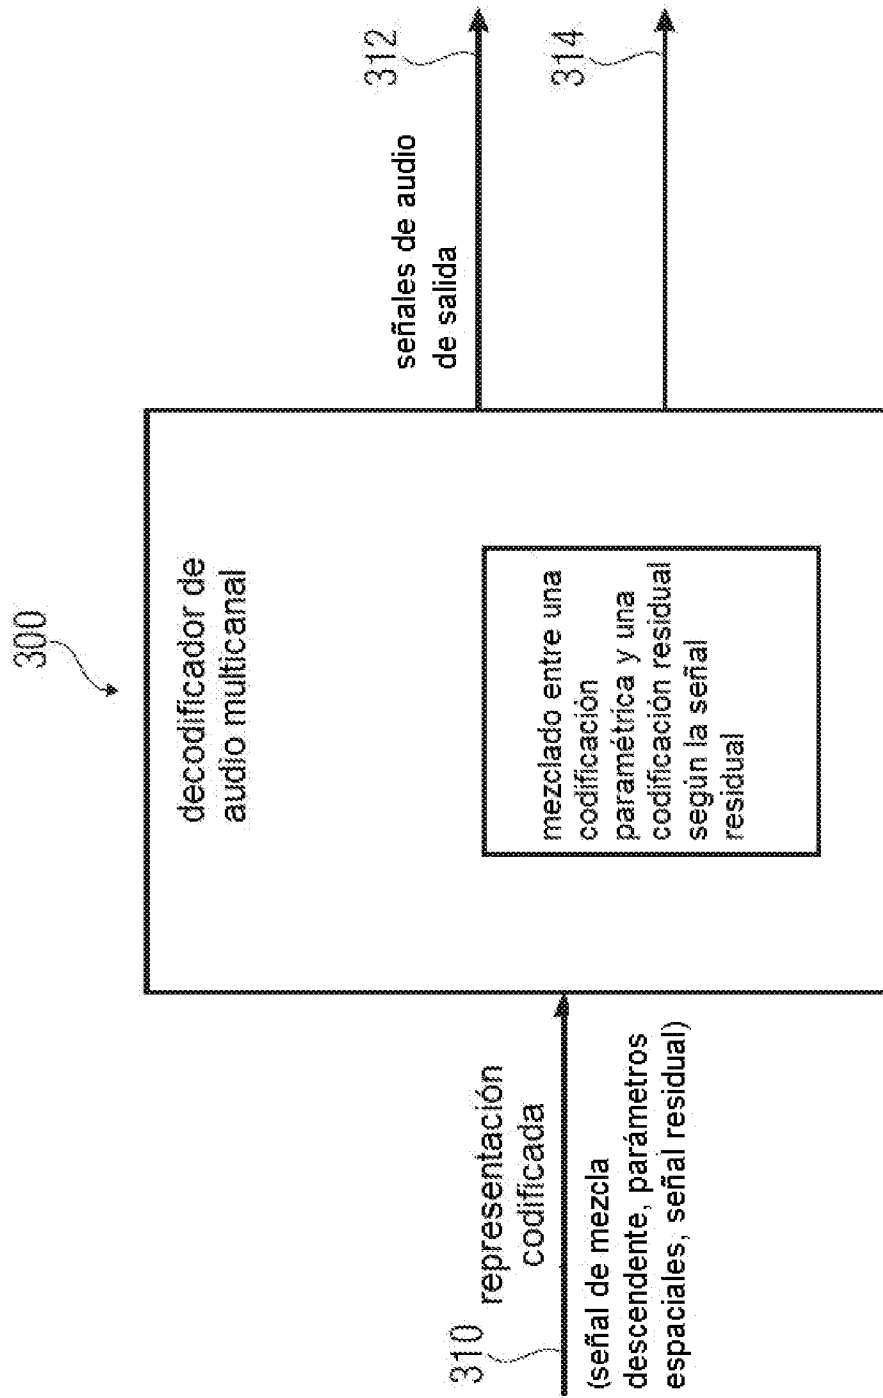 300
decodificador de
audio multicanal
310
representación
codificada
(señal de mezcla
descendente, parámetros
espaciales, señal residual)
mezclado entre una
codificación
paramétrica y una
codificación residual
según la señal
residual
señales de audio
de salida
312
314